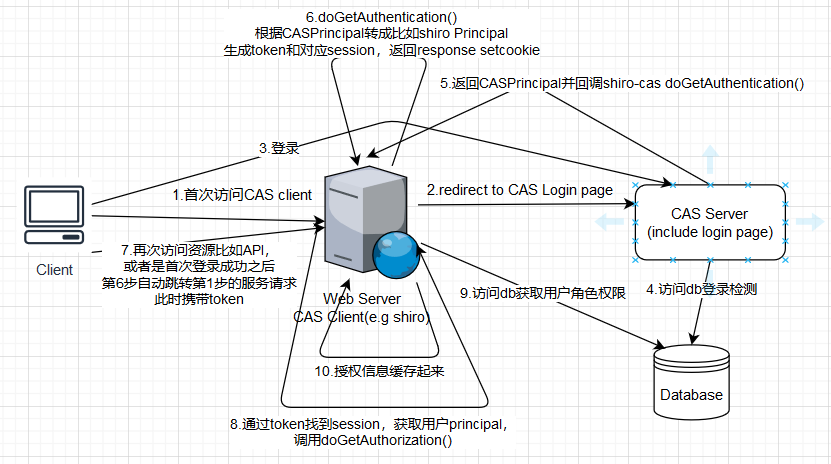 6.doGetAuthentication()
根据CASPrincipal转成比如shiro Principal
生成token和对应session，返回response setcookie
5.返回CASPrincipal并回调shiro-cas doGetAuthentication()
3.登录
1.首次访问CAS client
2.redirect to CAS Login page
CAS Server
(include login page)
Client
7.再次访问资源比如API，
或者是首次登录成功之后
第6步自动跳转第1步的服务请求
此时携带token
Web Server
CAS Client(e.g shiro)
9.访问db获取用户角色权限
4.访问db登录检测
10.授权信息缓存起来
Database
8.通过token找到session，获取用户principal，
调用doGetAuthorization()